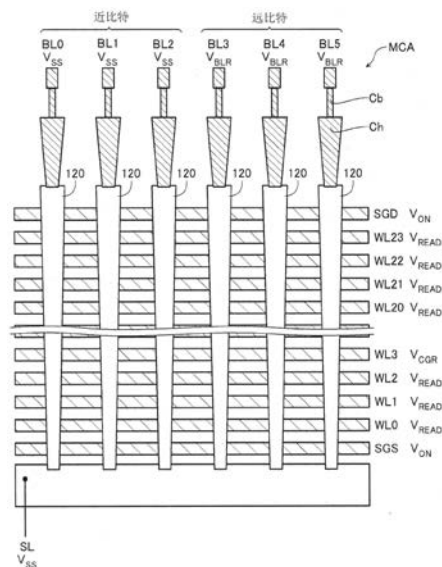 近比特 远比特
BL0 BL1 BL2 BL3 BL4 BL5 MCA
VSS VSS VSS VBLR VBLR VBLR
Cb
Ch
120 120 120 120 120 120
SGD VON
WL23 VREAD
WL22 VREAD
WL21 VREAD
WL20 VREAD
WL3 VCGR
WL2 VREAD
WL1 VREAD
WL0 VREAD
SGS VON
SL
VSS